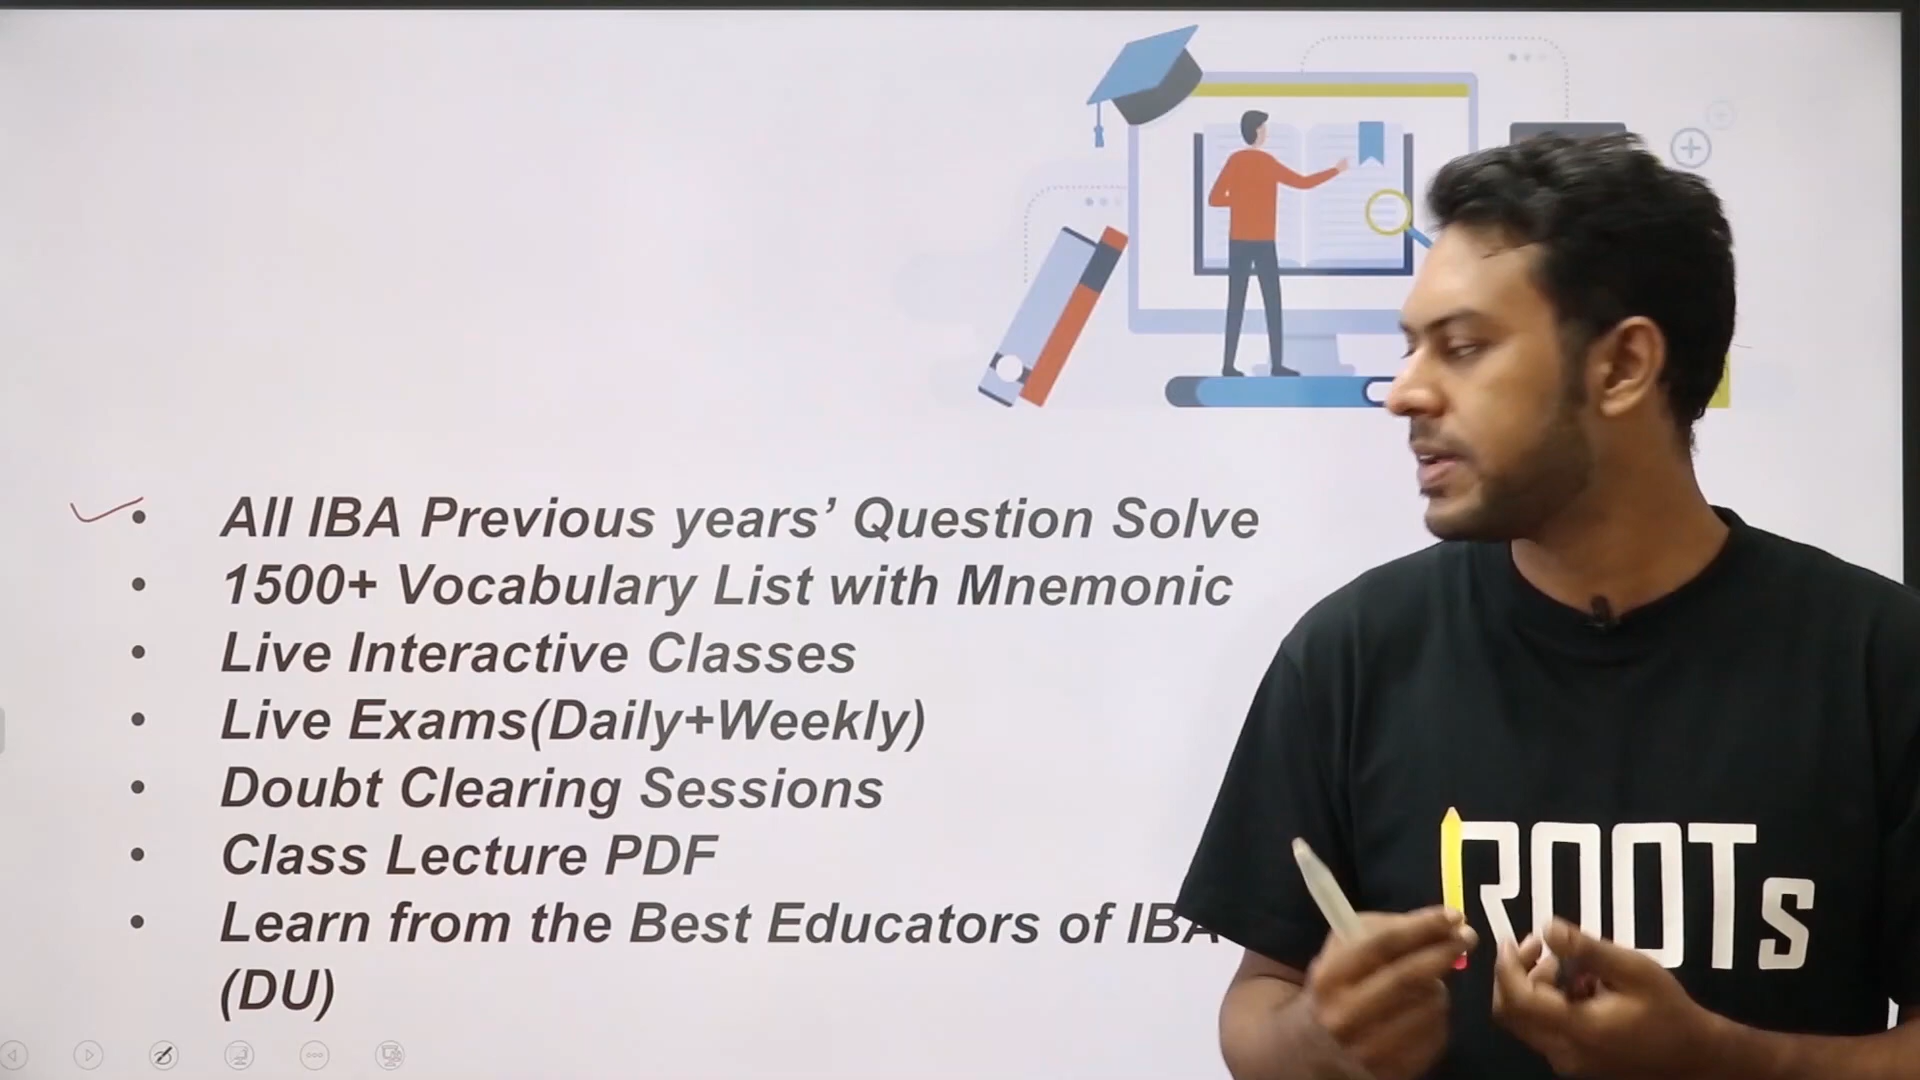 • All IBA Previous years’ Question Solve
• 1500+ Vocabulary List with Mnemonic
• Live Interactive Classes
• Live Exams(Daily+Weekly)
• Doubt Clearing Sessions
• Class Lecture PDF
• Learn from the Best Educators of IBA
(DU)
ROOTs